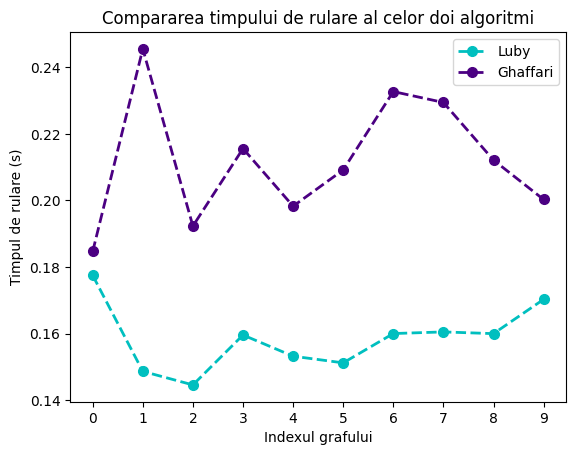 Compararea timpului de rulare al celor doi algoritmi
Luby
Ghaffari
Timpul de rulare (s)
0.24
0.22
0.20
0.18
0.16
0.14
0 1 2 3 4 5 6 7 8 9
Indexul grafului